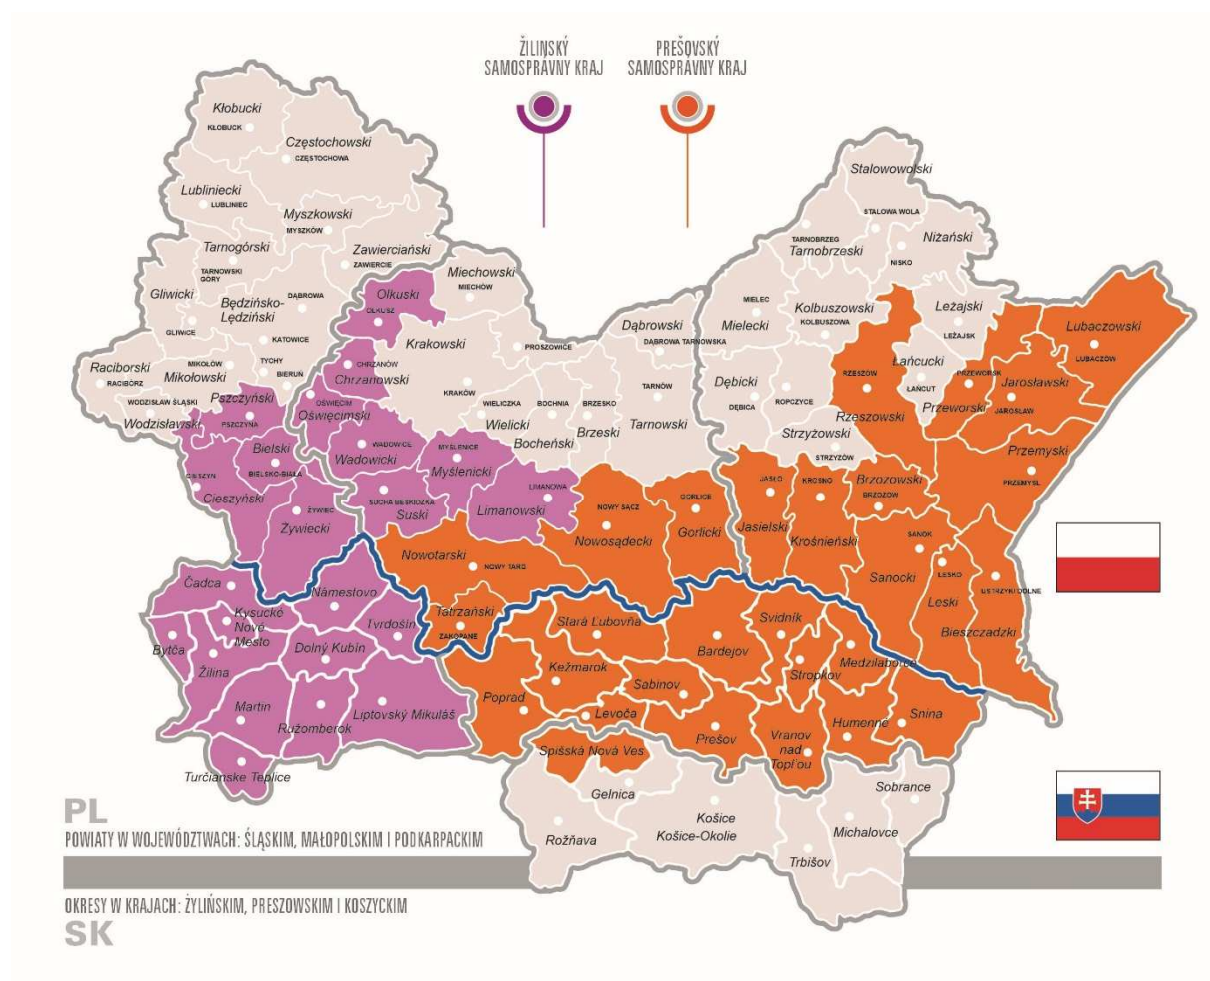 ŽILINSKÝ
SAMOSPRÁVNY KRAJ
PREŠOVSKÝ
SAMOSPRÁVNY KRAJ
Kłobucki
KŁOBUCK
Częstochowski
CZĘSTOCHOWA
Stalowowolski
Lubliniecki
LUBLINIEC
Myszkowski
MYSZKÓW
STALOWA WOLA
TARNOBRZEG
Tarnobrzeski
Niżański
NISKO
Tarnogórski
TARNOWSKI
GÓRY
Zawierciański
ZAWIERCIE
Miechowski
MIECHÓW
Gliwicki
GLIWICE
Będzińsko-
Lędziński
DĄBROWA
Olkuski
OLKUSZ
MIELEC
Mielecki
Kolbuszowski
KOLBUSZOWA
Leżajski
LEŻAJSK
Lubaczowski
LUBACZÓW
Dąbrowski
DĄBROWA TARNOWSKA
KATOWICE
Krakowski
KRAKÓW
PROSZOWICE
Raciborski
RACIBÓRZ
MIKOŁÓW
Mikołowski
TYCHY
BIERUŃ
CHRZANÓW
Chrzanowski
Łańcucki
ŁAŃCUT
PRZEWORSK
Przeworski
Jarosławski
JAROSŁAW
WODZISŁAW ŚLĄSKI
Wodzisławski
Pszczyński
PSZCZYNA
OŚWIĘCIM
Oświęcimski
WIELICZKA
Wielicki
BOCHNIA
Bocheński
BRZESKO
Brzeski
TARNÓW
Tarnowski
Dębicki
DĘBICA
ROPCZYCE
RZESZÓW
Rzeszowski
Strzyżowski
STRZYŻÓW
Bielski
BIELSKO-BIAŁA
WADOWICE
Wadowicki
MYŚLENICE
Myślenicki
Przemyski
PRZEMYŚL
CIESZYN
Cieszyński
ŻYWIEC
Żywiecki
SUCHA BESKIDZKA
Suski
LIMANOWA
Limanowski
NOWY SĄCZ
Nowosądecki
GORLICE
Gorlicki
JASŁO
Jasielski
KROSNO
Krośnieński
Brzozowski
BRZOZÓW
SANOK
Sanocki
LESKO
Leski
USTRZYKI DOLNE
Bieszczadzki
Nowotarski
NOWY TARG
Tatrzański
ZAKOPANE
Čadca
Kysucké
Nové
Mesto
Námestovo
Tvrdošín
Bytča
Žilina
Dolný Kubín
Martin
Ružomberok
Liptovský Mikuláš
Turčianske Teplice
Stará Ľubovňa
Kežmarok
Poprad
Levoča
Sabinov
Bardejov
Svidník
Stropkov
Medzilaborce
Prešov
Vranov
nad
Topľou
Humenné
Snina
Spišská Nová Ves
Gelnica
Rožňava
Košice
Košice-Okolie
Trbišov
Michalovce
Sobrance
PL
POWIATY W WOJEWÓDZTWACH: ŚLĄSKIM, MAŁOPOLSKIM I PODKARPACKIM
OKRESY W KRAJACH: ŻYLIŃSKIM, PRESZOWSKIM I KOSZYCKIM
SK